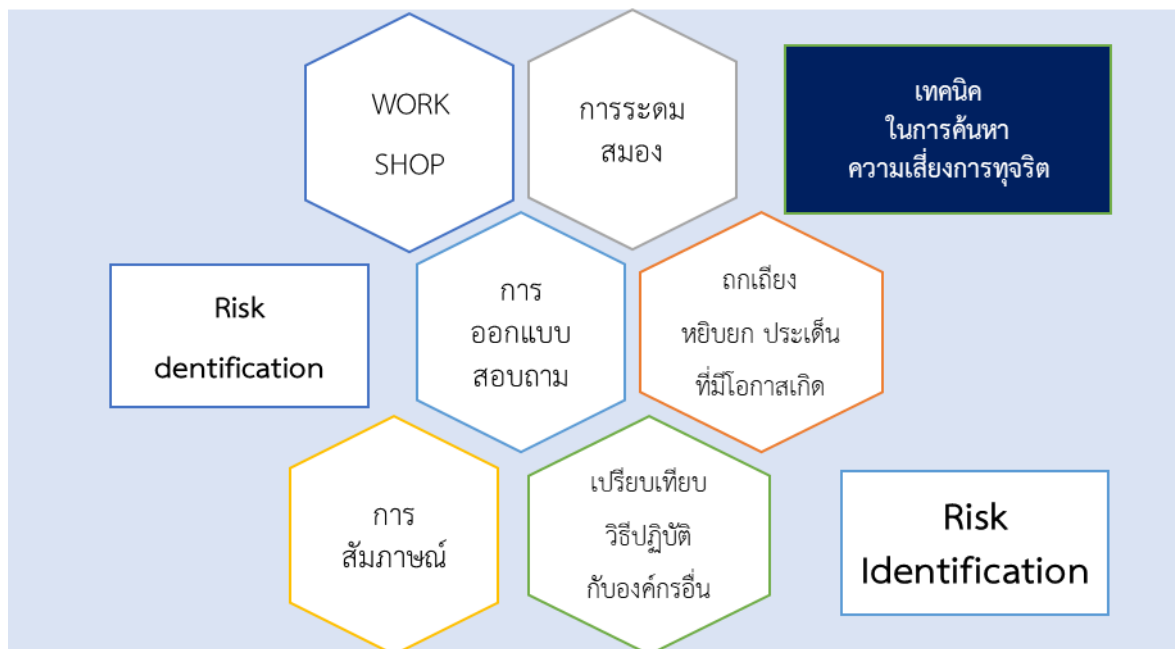 WORK
SHOP
การระดม
สมอง
เทคนิค
ในการค้นหา
ความเสี่ยงการทุจริต
Risk
dentification
การ
ออกแบบ
สอบถาม
ถกเถียง
หยิบยก ประเด็น
ที่มีโอกาสเกิด
การ
สัมภาษณ์
เปรียบเทียบ
วิธีปฏิบัติ
กับองค์กรอื่น
Risk
Identification